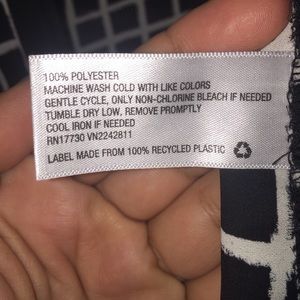 100% POLYESTER
MACHINE WASH COLD WITH LIKE COLORS
GENTLE CYCLE, ONLY NON-CHLORINE BLEACH IF NEEDED
TUMBLE DRY LOW, REMOVE PROMPTLY
COOL IRON IF NEEDED
RN17730 VN2242811
LABEL MADE FROM 100% RECYCLED PLASTIC